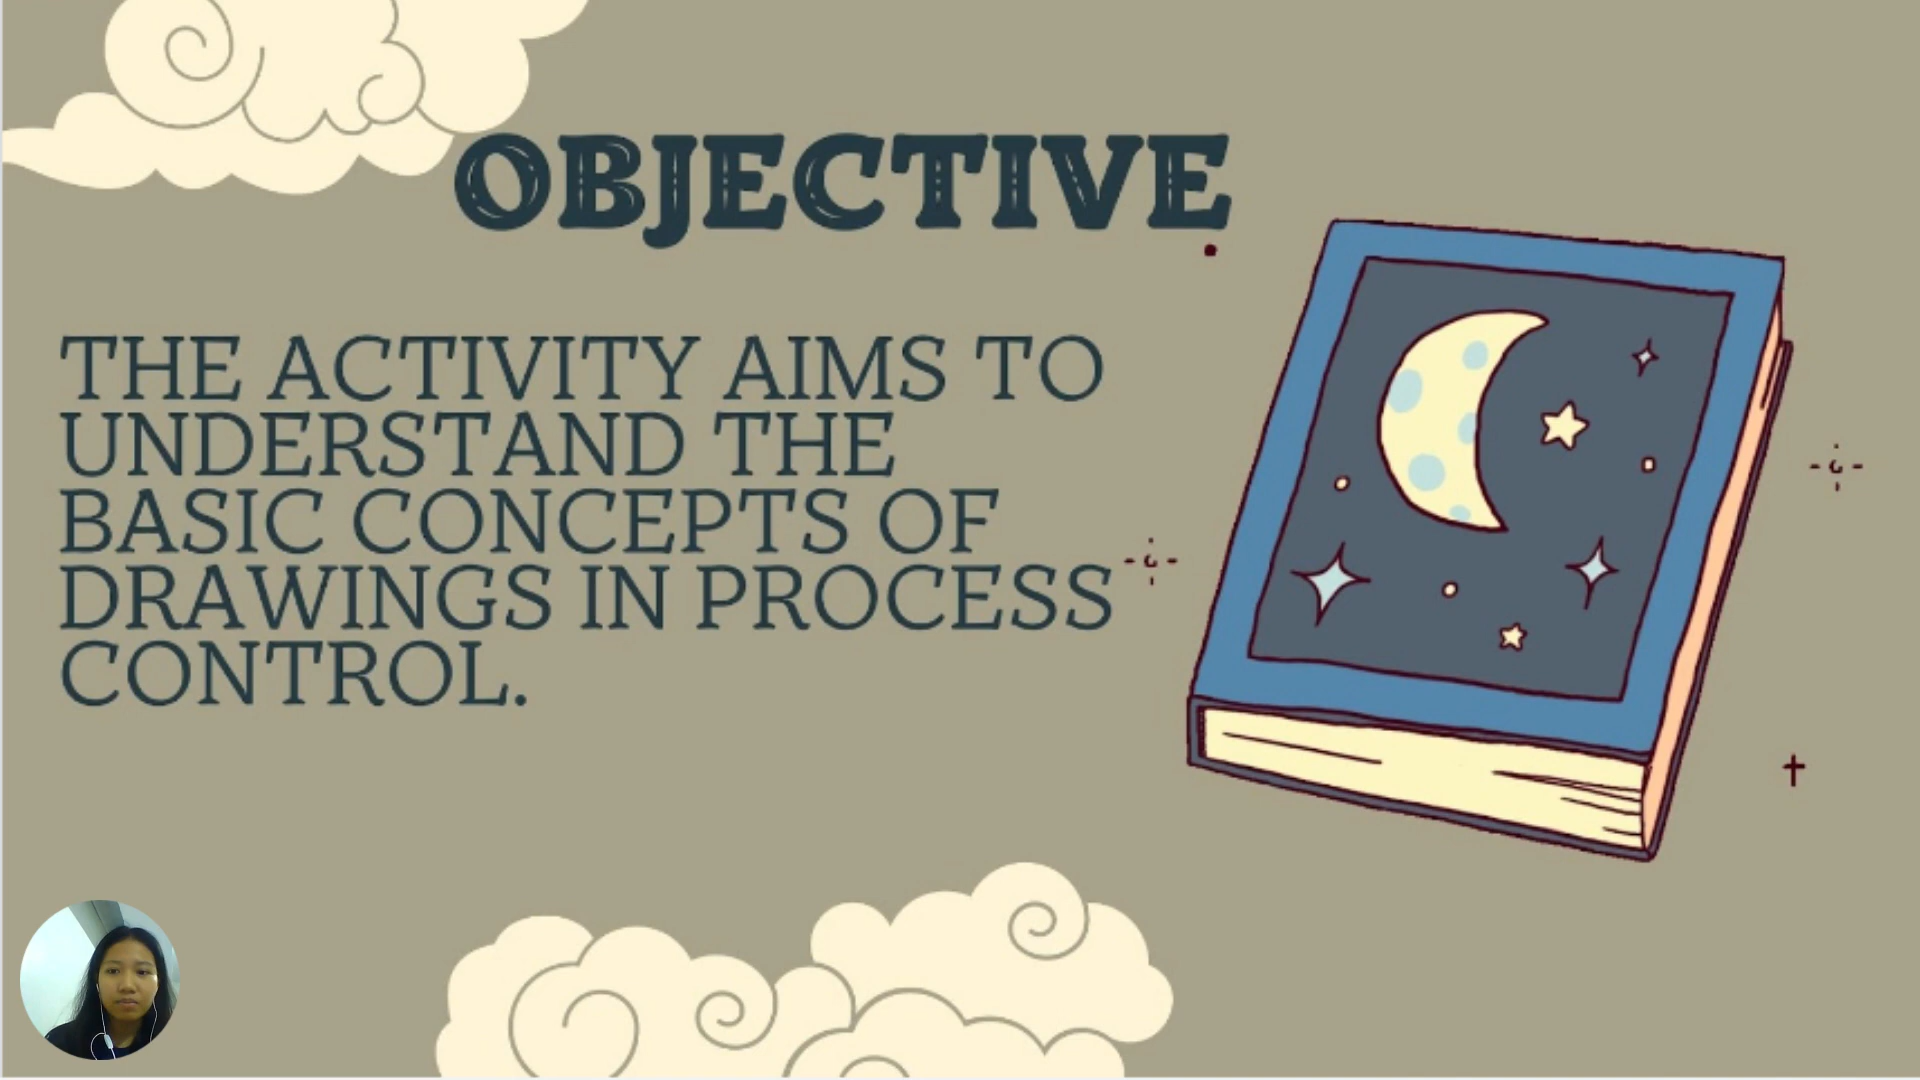 OBJECTIVE
THE ACTIVITY AIMS TO
UNDERSTAND THE
BASIC CONCEPTS OF
DRAWINGS IN PROCESS
CONTROL.